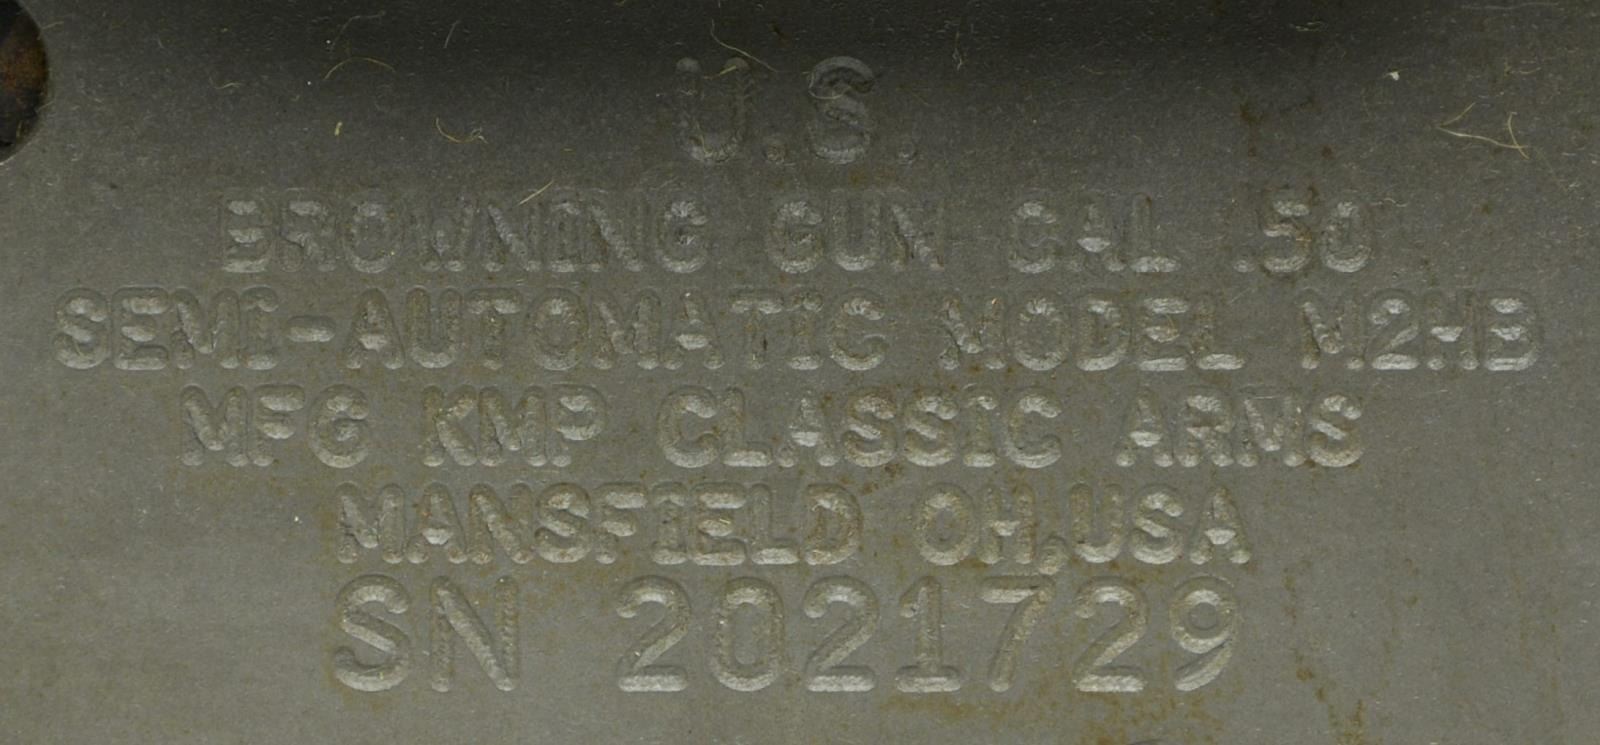 U.S.
BROWNING GUN CAL .50
SEMI-AUTOMATIC MODEL M2HB
MFG KMP CLASSIC ARMS
MANSFIELD OH,USA
SN 2021729